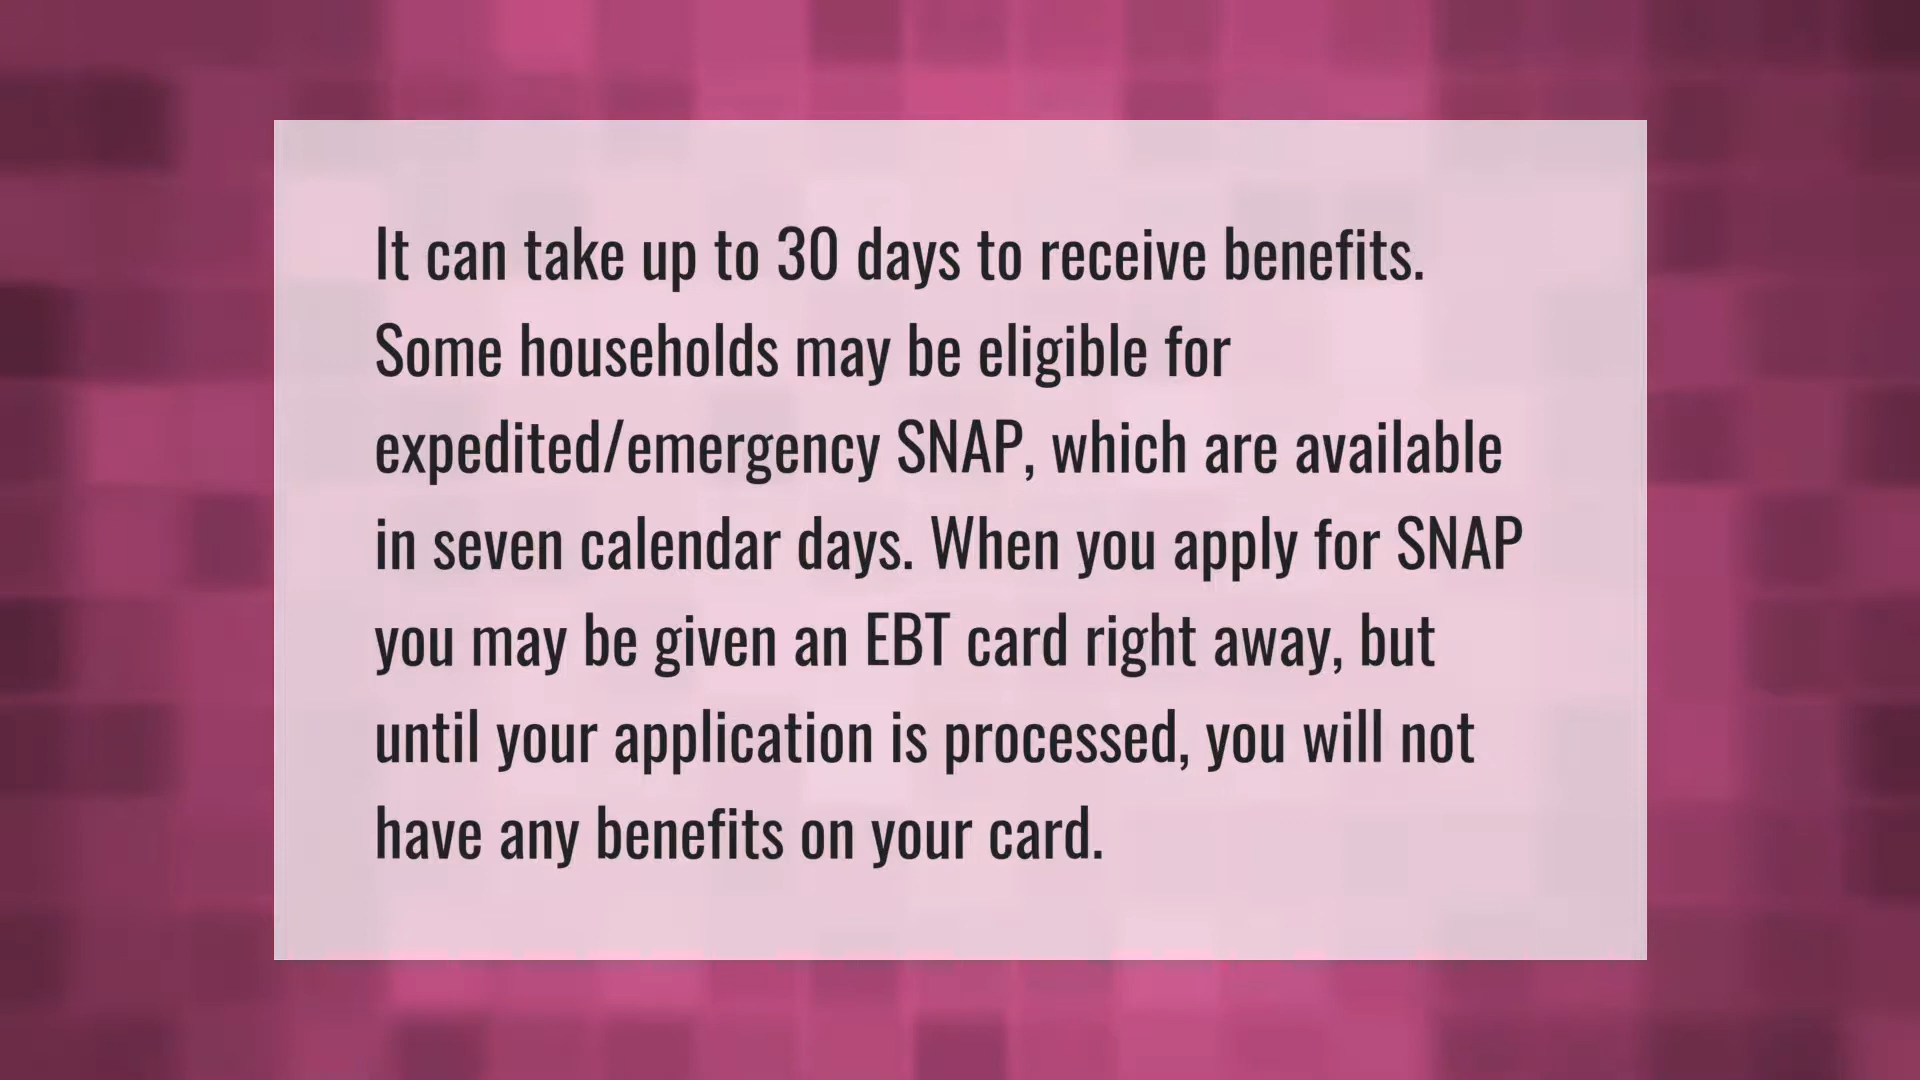 It can take up to 30 days to receive benefits.
Some households may be eligible for
expedited/emergency SNAP, which are available
in seven calendar days. When you apply for SNAP
you may be given an EBT card right away, but
until your application is processed, you will not
have any benefits on your card.